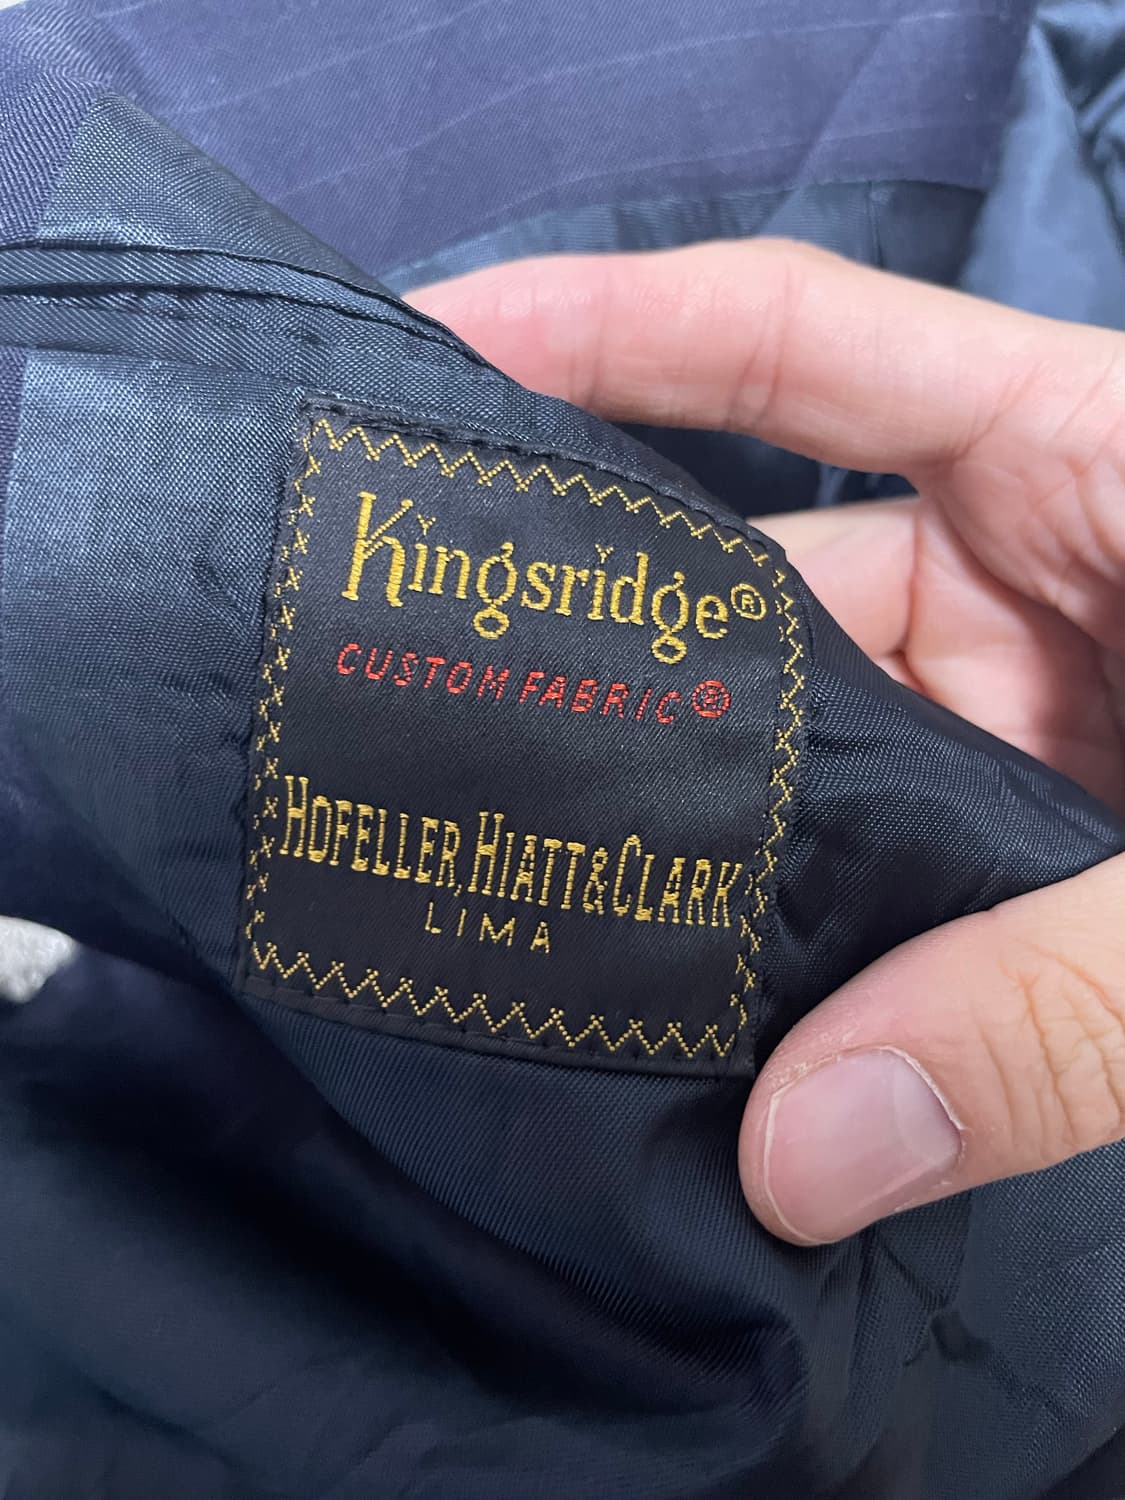 Kingsridge®
CUSTOM FABRIC®
HOFELLER, HIATT & CLARK
LIMA